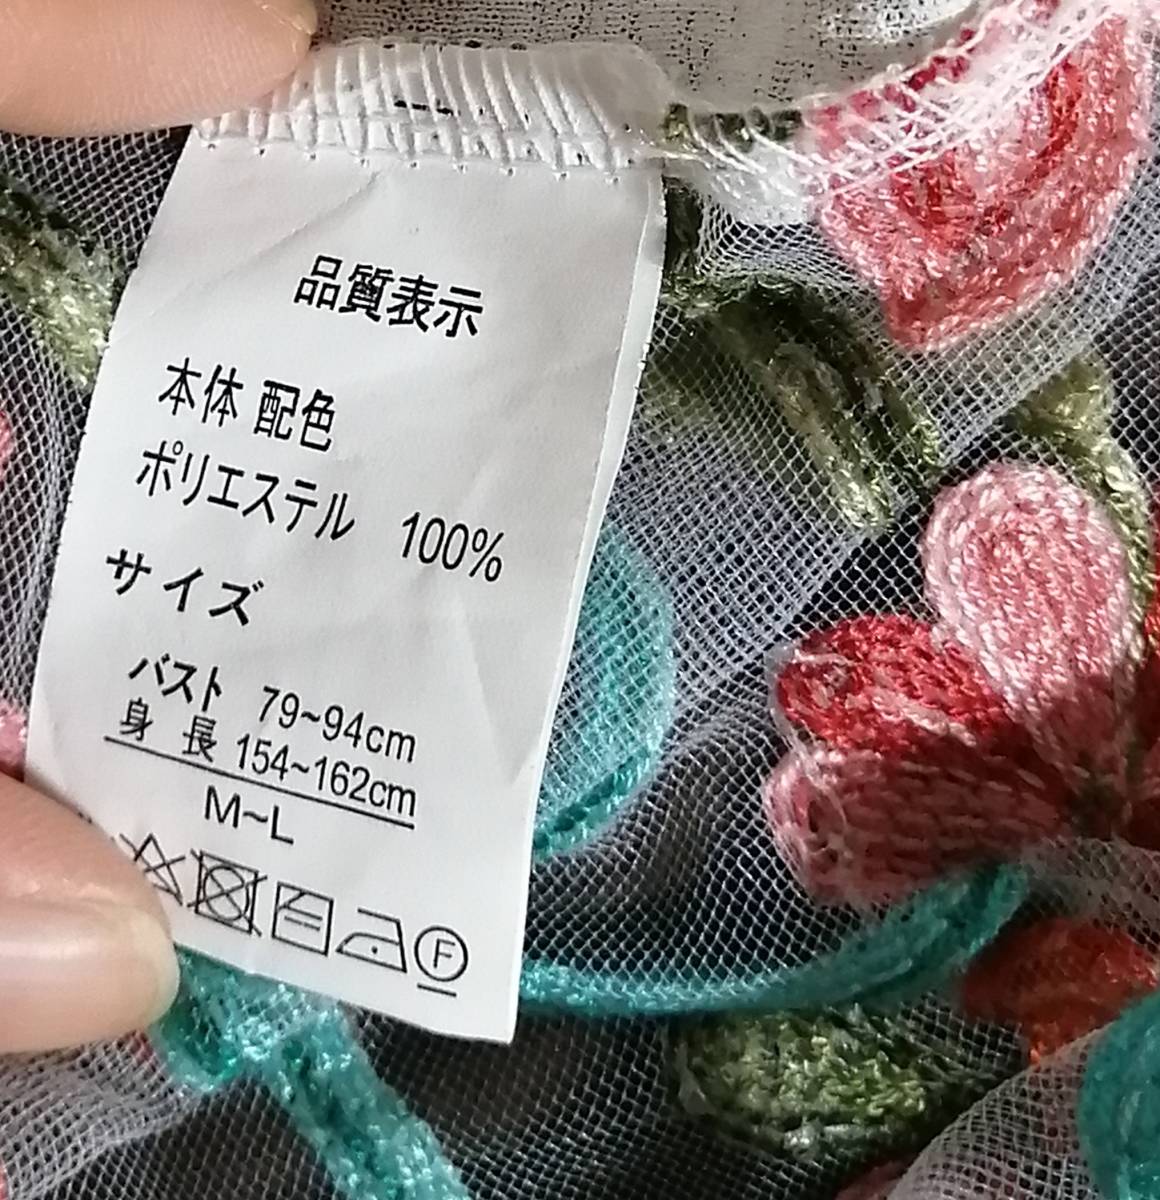 品質表示
本体 配色
ポリエステル 100%
サイズ
バスト 79~94cm
身 長 154~162cm
M~L
F